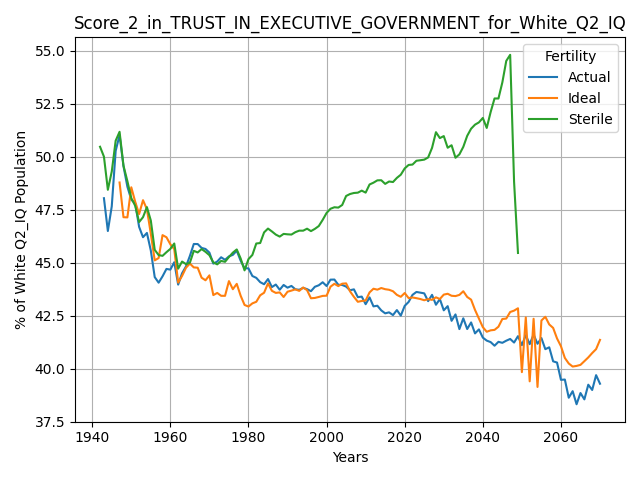 Score_2_in_TRUST_IN_EXECUTIVE_GOVERNMENT_for_White_Q2_IQ
% of White Q2_IQ Population
55.0
52.5
50.0
47.5
45.0
42.5
40.0
37.5
Fertility
Actual
Ideal
Sterile
1940
1960
1980
2000
2020
2040
2060
Years